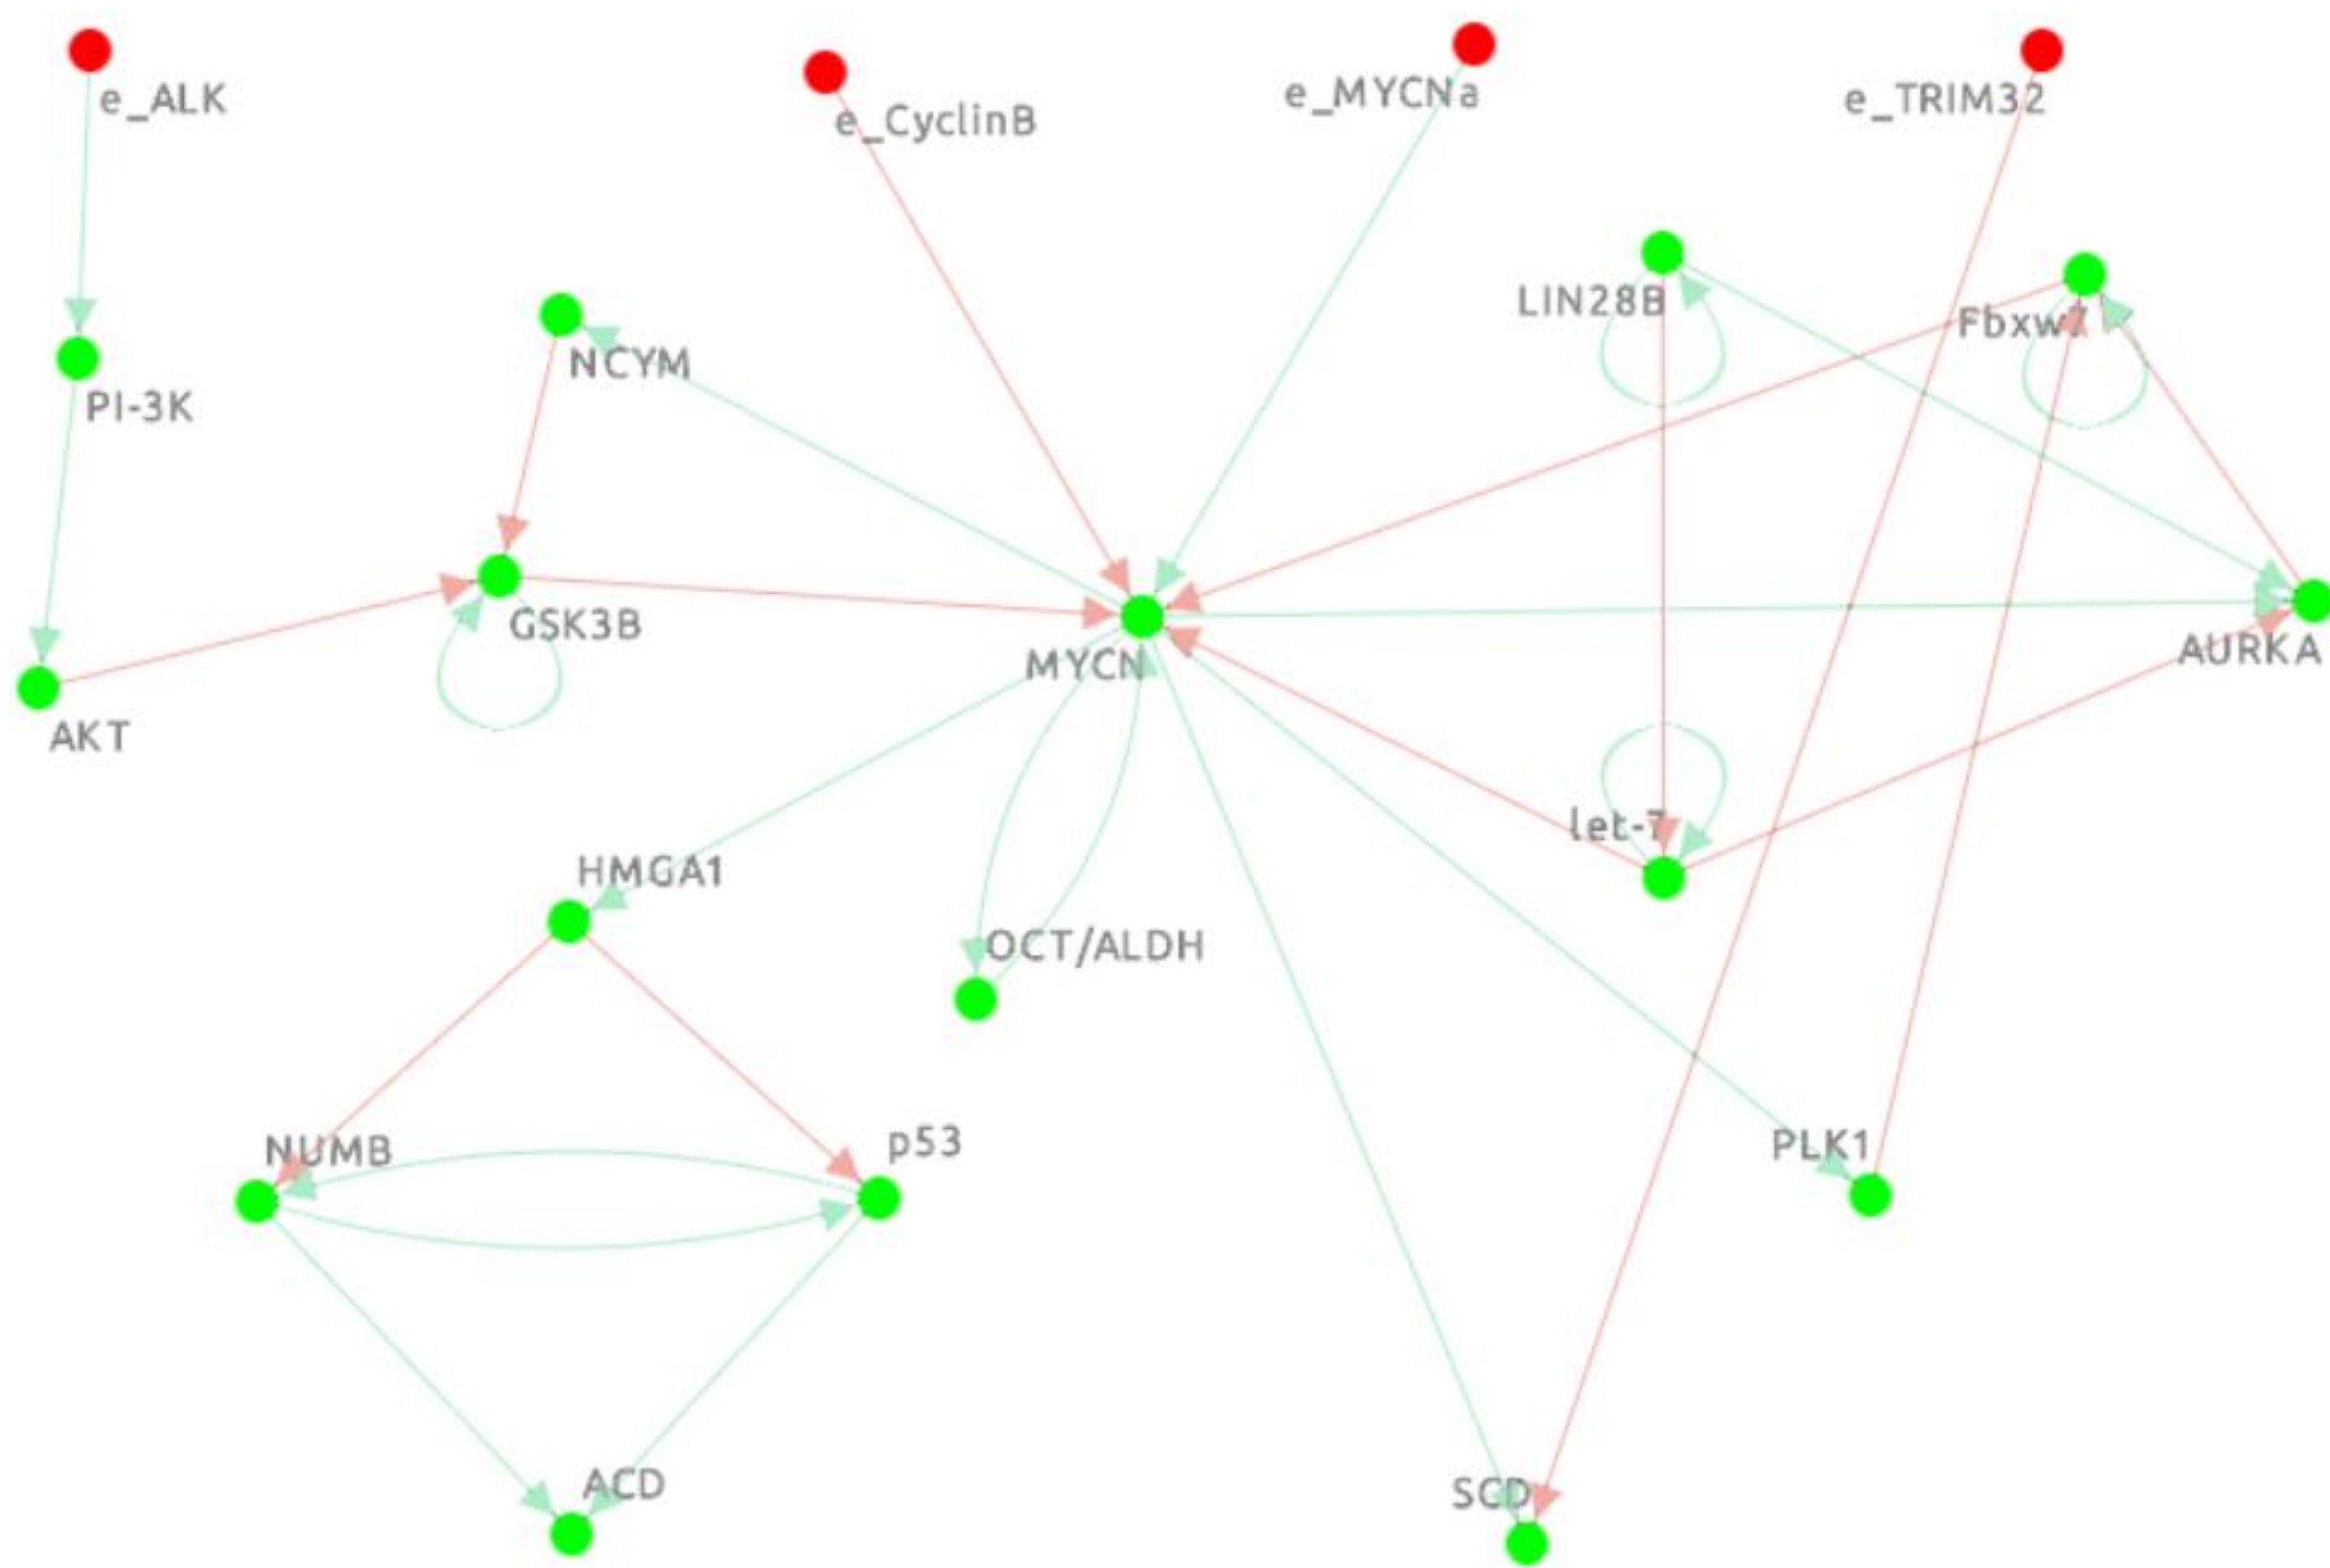 e_ALK
e_CyclinB
e_MYCNa
e_TRIM32
LIN28B
Fbxw7
NCYM
PI-3K
GSK3B
MYCN
AURKA
AKT
let-7
HMGA1
OCT/ALDH
NUMB
p53
PLK1
ACD
SCD